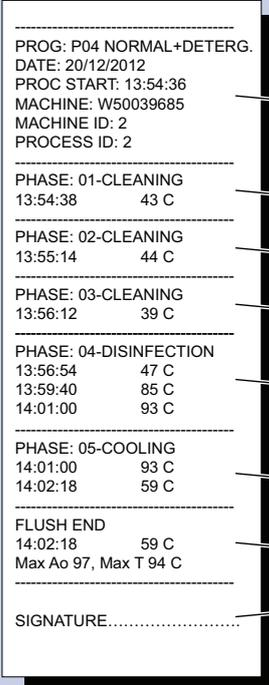 ----------------------------------------
PROG: P04 NORMAL+DETERG.
DATE: 20/12/2012
PROC START: 13:54:36
MACHINE: W50039685
MACHINE ID: 2
PROCESS ID: 2
----------------------------------------
PHASE: 01-CLEANING
13:54:38 43 C
----------------------------------------
PHASE: 02-CLEANING
13:55:14 44 C
----------------------------------------
PHASE: 03-CLEANING
13:56:12 39 C
----------------------------------------
PHASE: 04-DISINFECTION
13:56:54 47 C
13:59:40 85 C
14:01:00 93 C
----------------------------------------
PHASE: 05-COOLING
14:01:00 93 C
14:02:18 59 C
----------------------------------------
FLUSH END
14:02:18 59 C
Max Ao 97, Max T 94 C
----------------------------------------
SIGNATURE…………………….